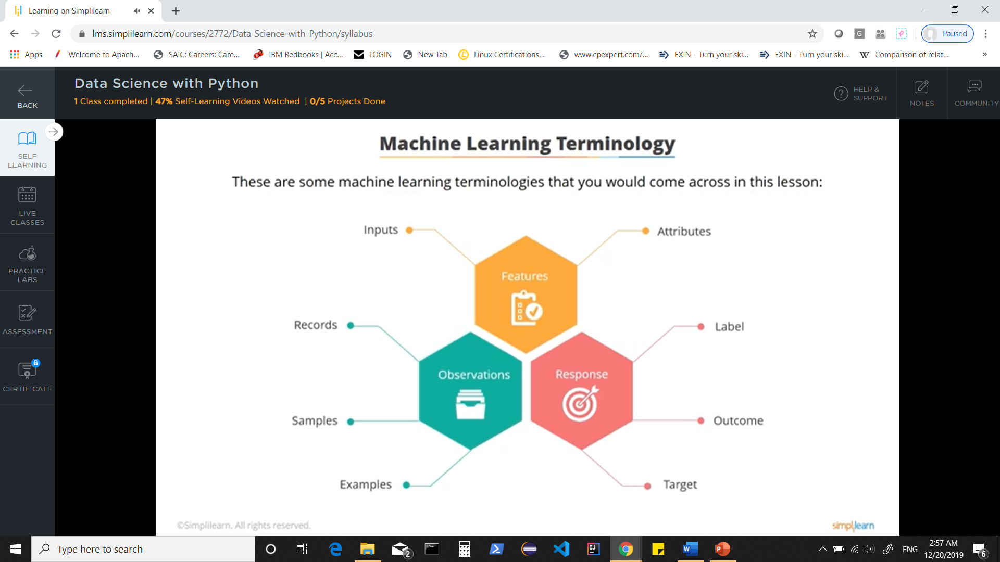 Learning on Simplilearn
lms.simplilearn.com/courses/2772/Data-Science-with-Python/syllabus
G
Paused
Apps
Welcome to Apach...
SAIC: Careers: Care...
IBM Redbooks | Acc...
LOGIN
New Tab
Linux Certifications...
www.cpexpert.com/...
EXIN - Turn your ski...
EXIN - Turn your ski...
W Comparison of relat...
»
BACK
Data Science with Python
1 Class completed | 47% Self-Learning Videos Watched | 0/5 Projects Done
HELP &
SUPPORT
NOTES
COMMUNITY
SELF
LEARNING
LIVE
CLASSES
PRACTICE
LABS
ASSESSMENT
CERTIFICATE
Machine Learning Terminology
These are some machine learning terminologies that you would come across in this lesson:
Inputs
Attributes
Features
Records
Label
Observations
Response
Samples
Outcome
Examples
Target
©Simplilearn. All rights reserved.
simplilearn
Type here to search
2
IJ
W
P
ENG
2:57 AM
12/20/2019
6